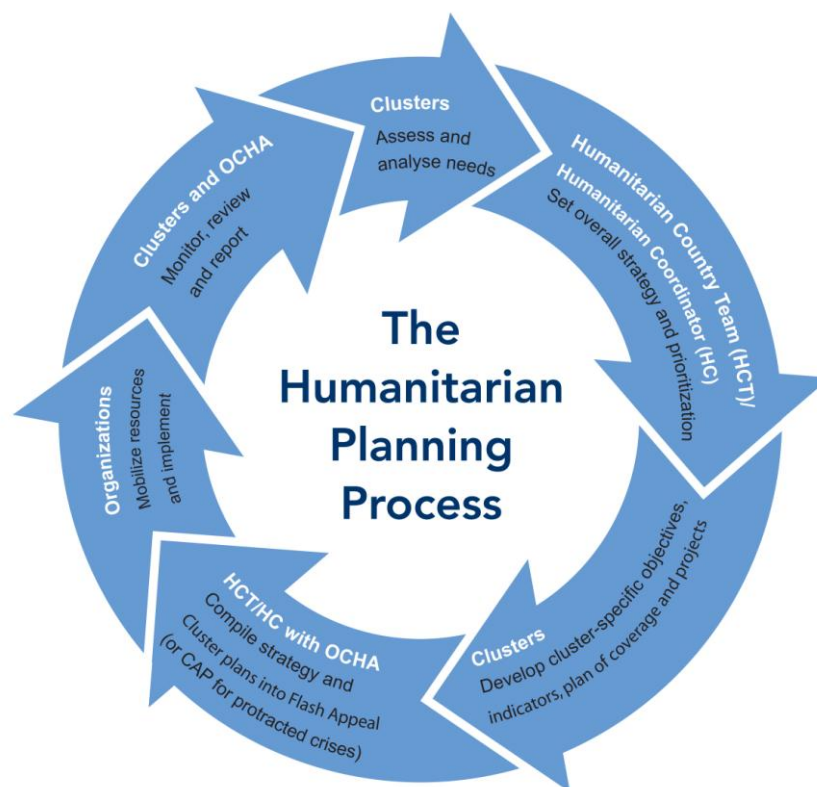 The
Humanitarian
Planning
Process
Clusters
Assess and
analyse needs
Humanitarian Country Team (HCT)/
Humanitarian Coordinator (HC)
Set overall strategy and prioritization
Clusters
Develop cluster-specific objectives,
indicators, plan of coverage and projects
HCT/HC with OCHA
Compile strategy and
Cluster plans into Flash Appeal
(or CAP for protracted crises)
Organizations
Mobilize resources
and implement
Clusters and OCHA
Monitor, review
and report